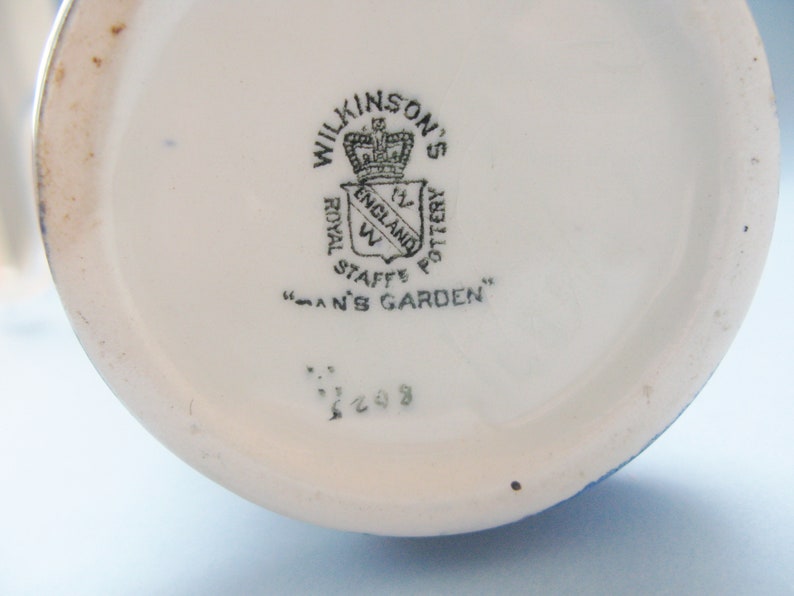 WILKINSON'S
W
ENGLAND
W
ROYAL STAFFS POTTERY
GARDEN"